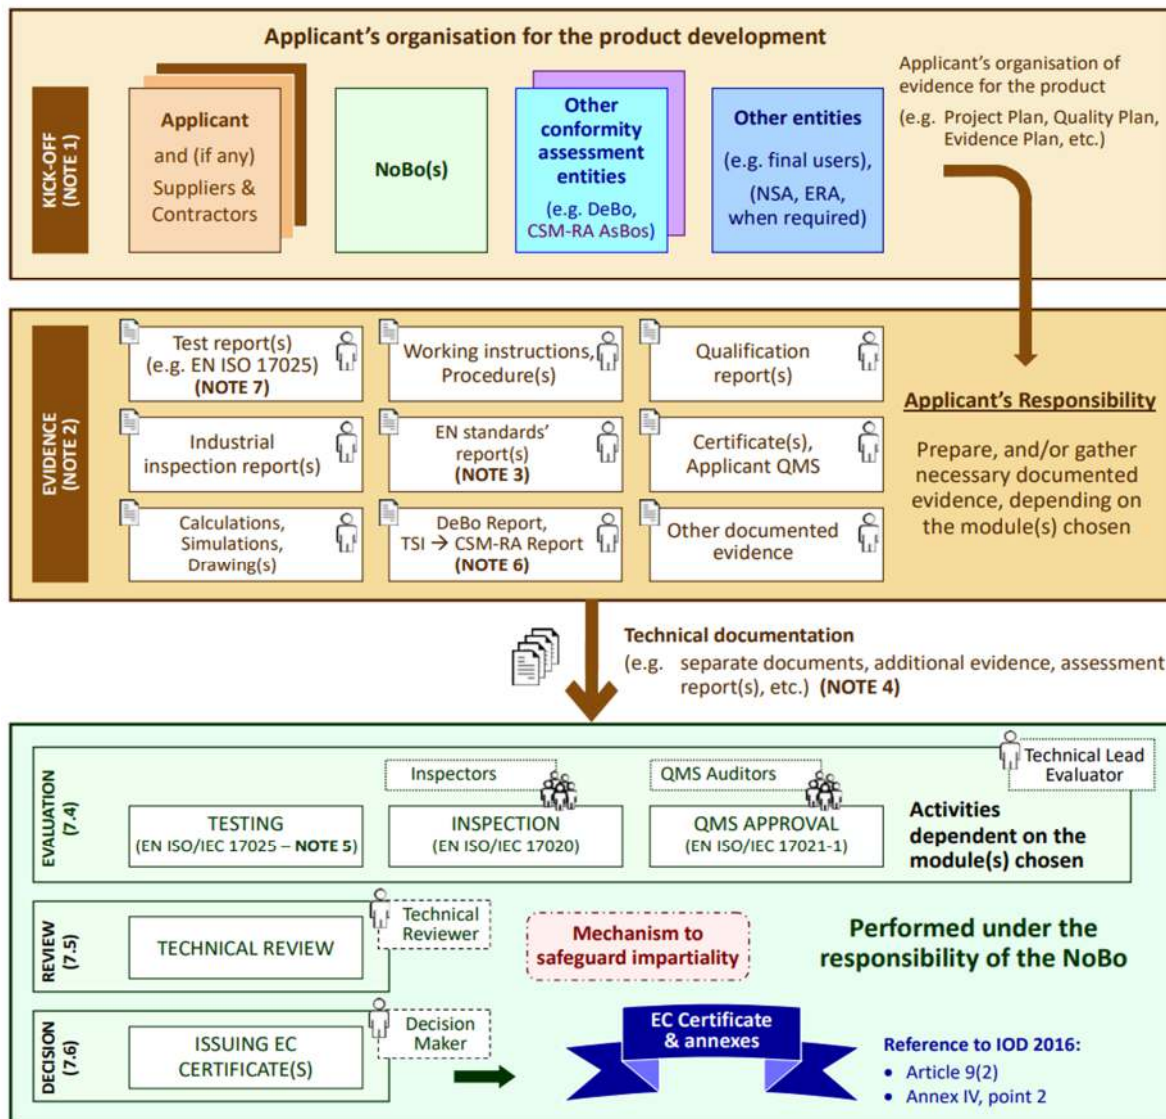 Applicant's organisation for the product development
KICK-OFF
(NOTE 1)
Applicant
and (if any)
Suppliers &
Contractors
NoBo(s)
Other
conformity
assessment
entities
(e.g. DeBo,
CSM-RA AsBos)
Other entities
(e.g. final users),
(NSA, ERA,
when required)
Applicant's organisation of
evidence for the product
(e.g. Project Plan, Quality Plan,
Evidence Plan, etc.)
EVIDENCE
(NOTE 2)
Test report(s)
(e.g. EN ISO 17025)
(NOTE 7)
Working instructions,
Procedure(s)
Qualification
report(s)
Industrial
inspection report(s)
EN standards'
report(s)
(NOTE 3)
Certificate(s),
Applicant QMS
Calculations,
Simulations,
Drawing(s)
DeBo Report,
TSI → CSM-RA Report
(NOTE 6)
Other documented
evidence
Applicant's Responsibility
Prepare, and/or gather
necessary documented
evidence, depending on
the module(s) chosen
Technical documentation
(e.g. separate documents, additional evidence, assessment
report(s), etc.) (NOTE 4)
EVALUATION
(7.4)
Inspectors
QMS Auditors
Technical Lead
Evaluator
TESTING
(EN ISO/IEC 17025 – NOTE 5)
INSPECTION
(EN ISO/IEC 17020)
QMS APPROVAL
(EN ISO/IEC 17021-1)
Activities
dependent on the
module(s) chosen
REVIEW
(7.5)
TECHNICAL REVIEW
Technical
Reviewer
Mechanism to
safeguard impartiality
Performed under the
responsibility of the NoBo
DECISION
(7.6)
ISSUING EC
CERTIFICATE(S)
Decision
Maker
EC Certificate
& annexes
Reference to IOD 2016:
• Article 9(2)
• Annex IV, point 2